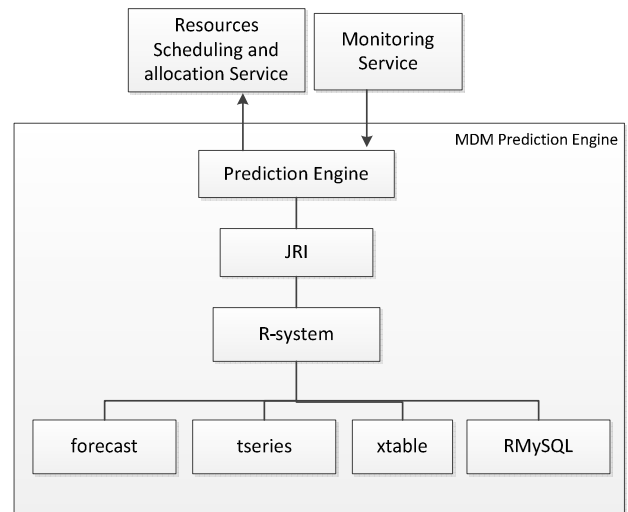 Resources
Scheduling and
allocation Service
Monitoring
Service
MDM Prediction Engine
Prediction Engine
JRI
R-system
forecast
tseries
xtable
RMySQL